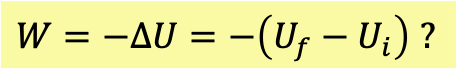 W = −ΔU = −(U_f − U_i) ?